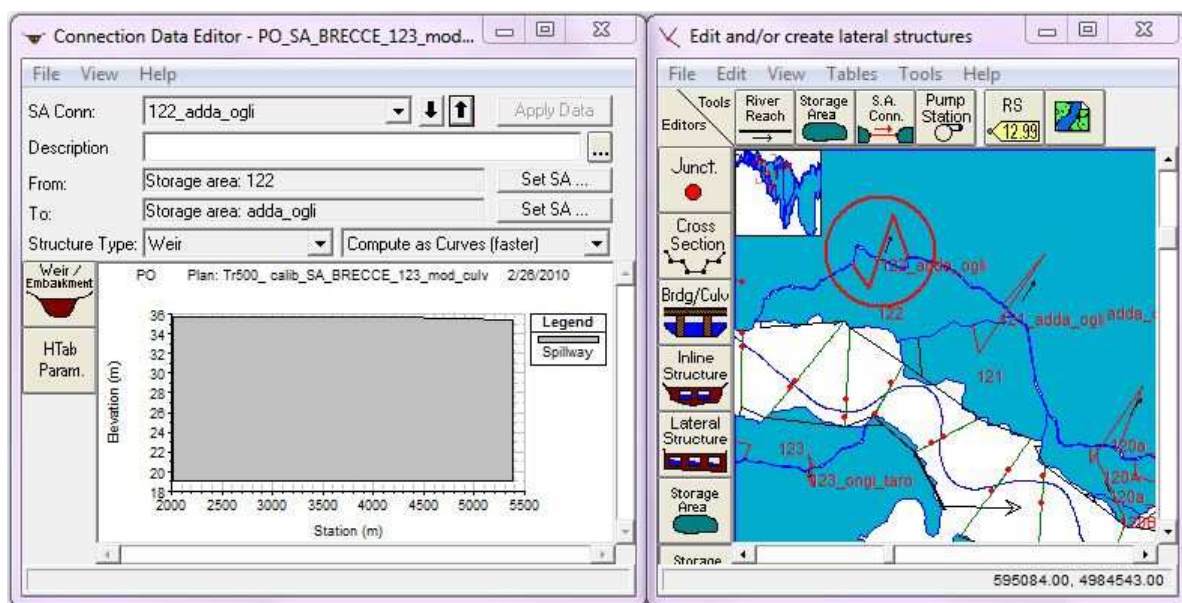 Connection Data Editor - PO_SA_BRECCE_123_mod...
File View Help
SA Conn: 122_adda_ogli Apply Data
Description ...
From: Storage area: 122 Set SA ...
To: Storage area: adda_ogli Set SA ...
Structure Type: Weir Compute as Curves (faster)
Weir / Embankment
HTab Param.
PO Plan: Tr500_ calib_SA_BRECCE_123_mod_culv 2/26/2010
Elevation (m)
36
34
32
30
28
26
24
22
20
18
2000 2500 3000 3500 4000 4500 5000 5500
Station (m)
Legend
Spillway
Edit and/or create lateral structures
File Edit View Tables Tools Help
Tools
Editors
River Reach
Storage Area
S.A. Conn.
Pump Station
RS
12.99
Junct.
Cross Section
Brdg/Culv
Inline Structure
Lateral Structure
Storage Area
Storage
122_adda_ogli
122
121_adda_ogli
121
123
123_ongi_taro
120a
120A
120a
595084.00, 4984543.00